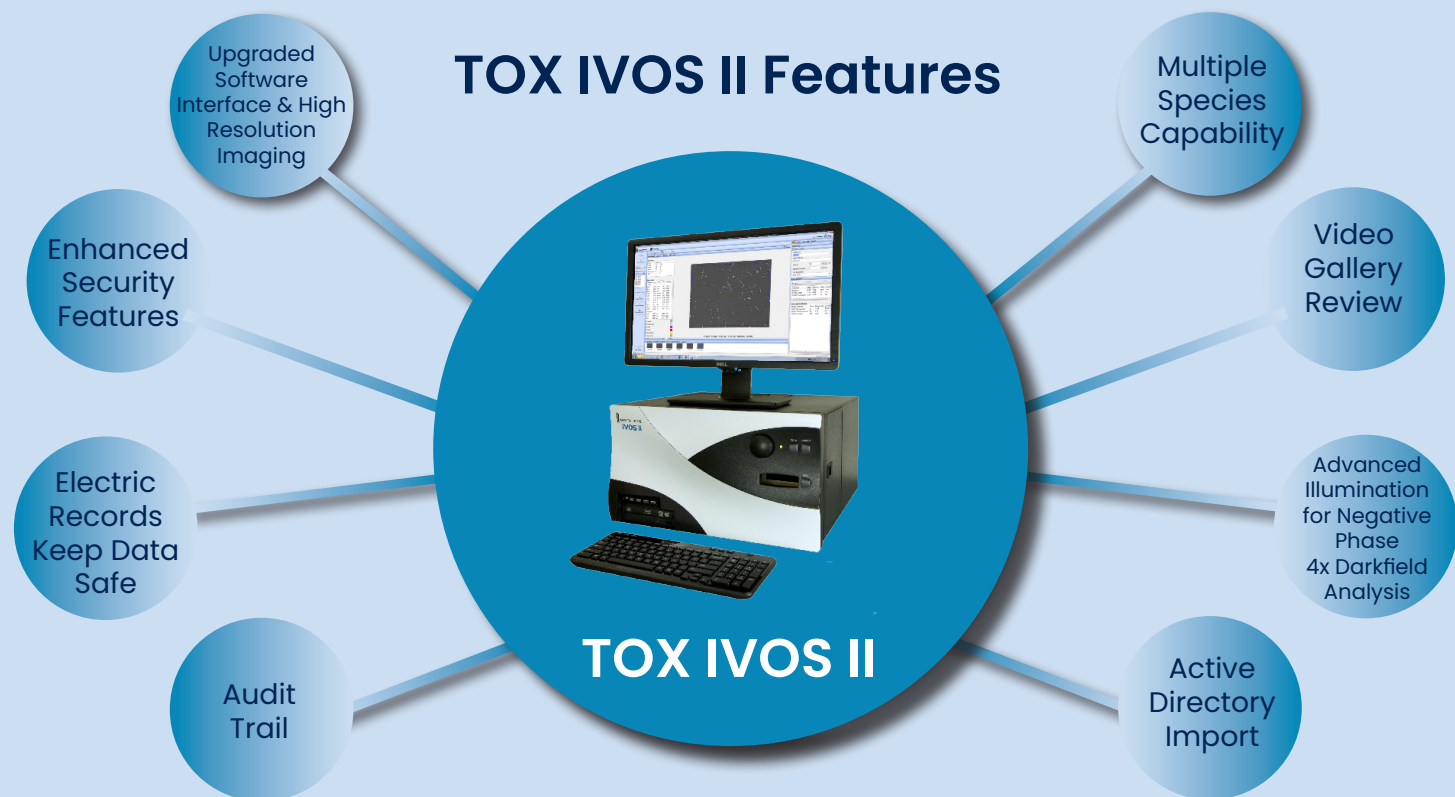 TOX IVOS II Features
Upgraded
Software
Interface & High
Resolution
Imaging
Enhanced
Security
Features
Electric
Records
Keep Data
Safe
Audit
Trail
Multiple
Species
Capability
Video
Gallery
Review
Advanced
Illumination
for Negative
Phase
4x Darkfield
Analysis
Active
Directory
Import
DELL
IVOS II
TOX IVOS II